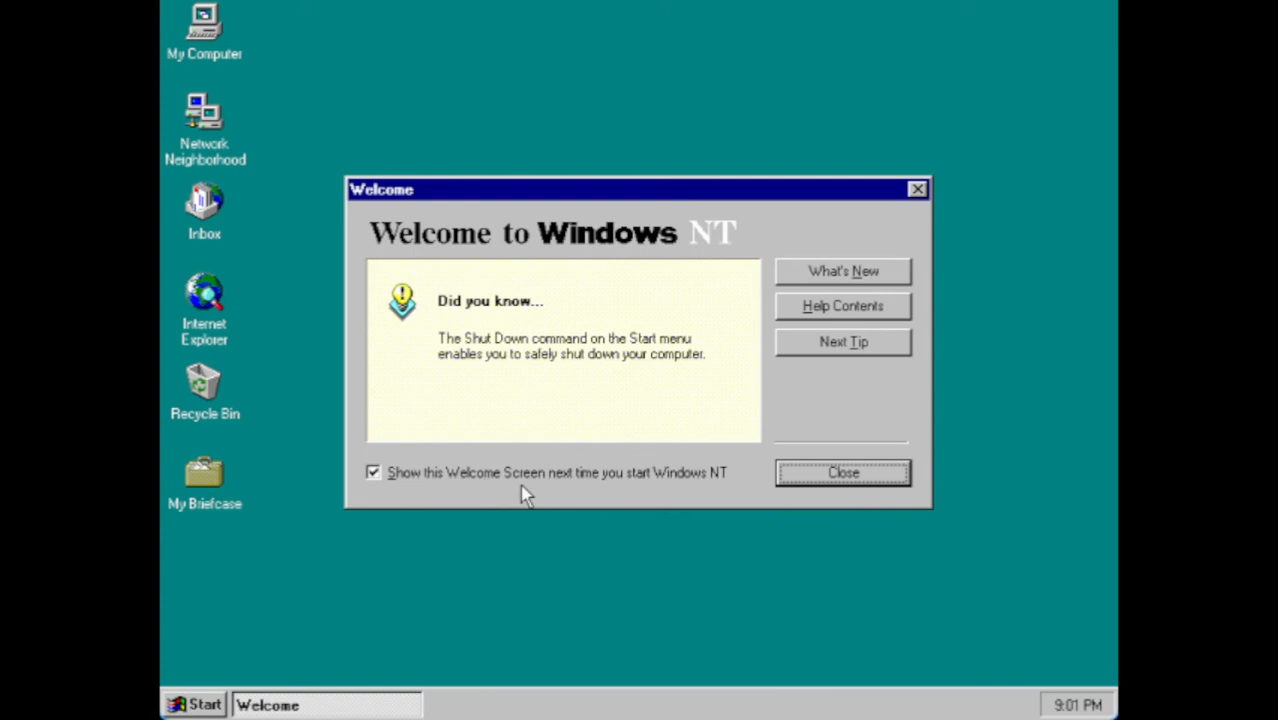 My Computer
Network
Neighborhood
Inbox
Internet
Explorer
Recycle Bin
My Briefcase
Welcome
Welcome to Windows NT
Did you know...
The Shut Down command on the Start menu
enables you to safely shut down your computer.
What's New
Help Contents
Next Tip
Show this Welcome Screen next time you start Windows NT
Close
Start
Welcome
9:01 PM